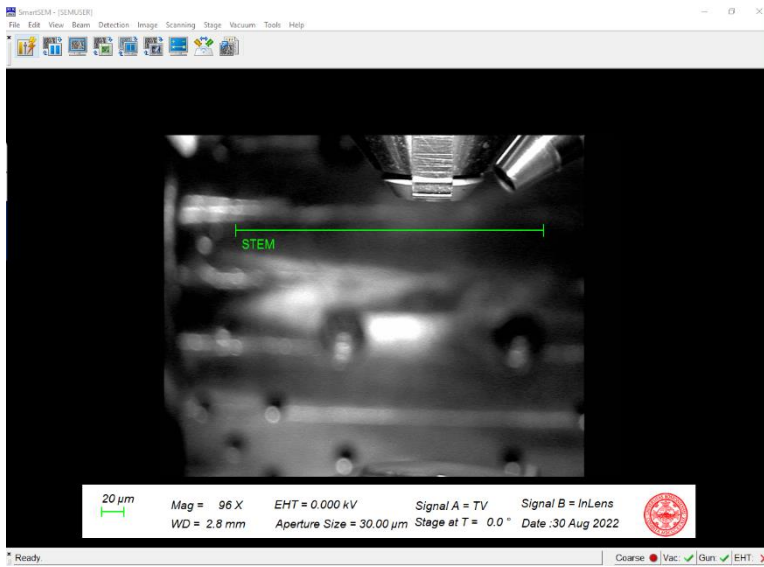 SmartSEM - [SEMUSER]
File Edit View Beam Detection Image Scanning Stage Vacuum Tools Help
STEM
20 µm
Mag = 96 X EHT = 0.000 kV Signal A = TV Signal B = InLens
WD = 2.8 mm Aperture Size = 30.00 µm Stage at T = 0.0 ° Date :30 Aug 2022
Ready. Coarse Vac: Gun: EHT: